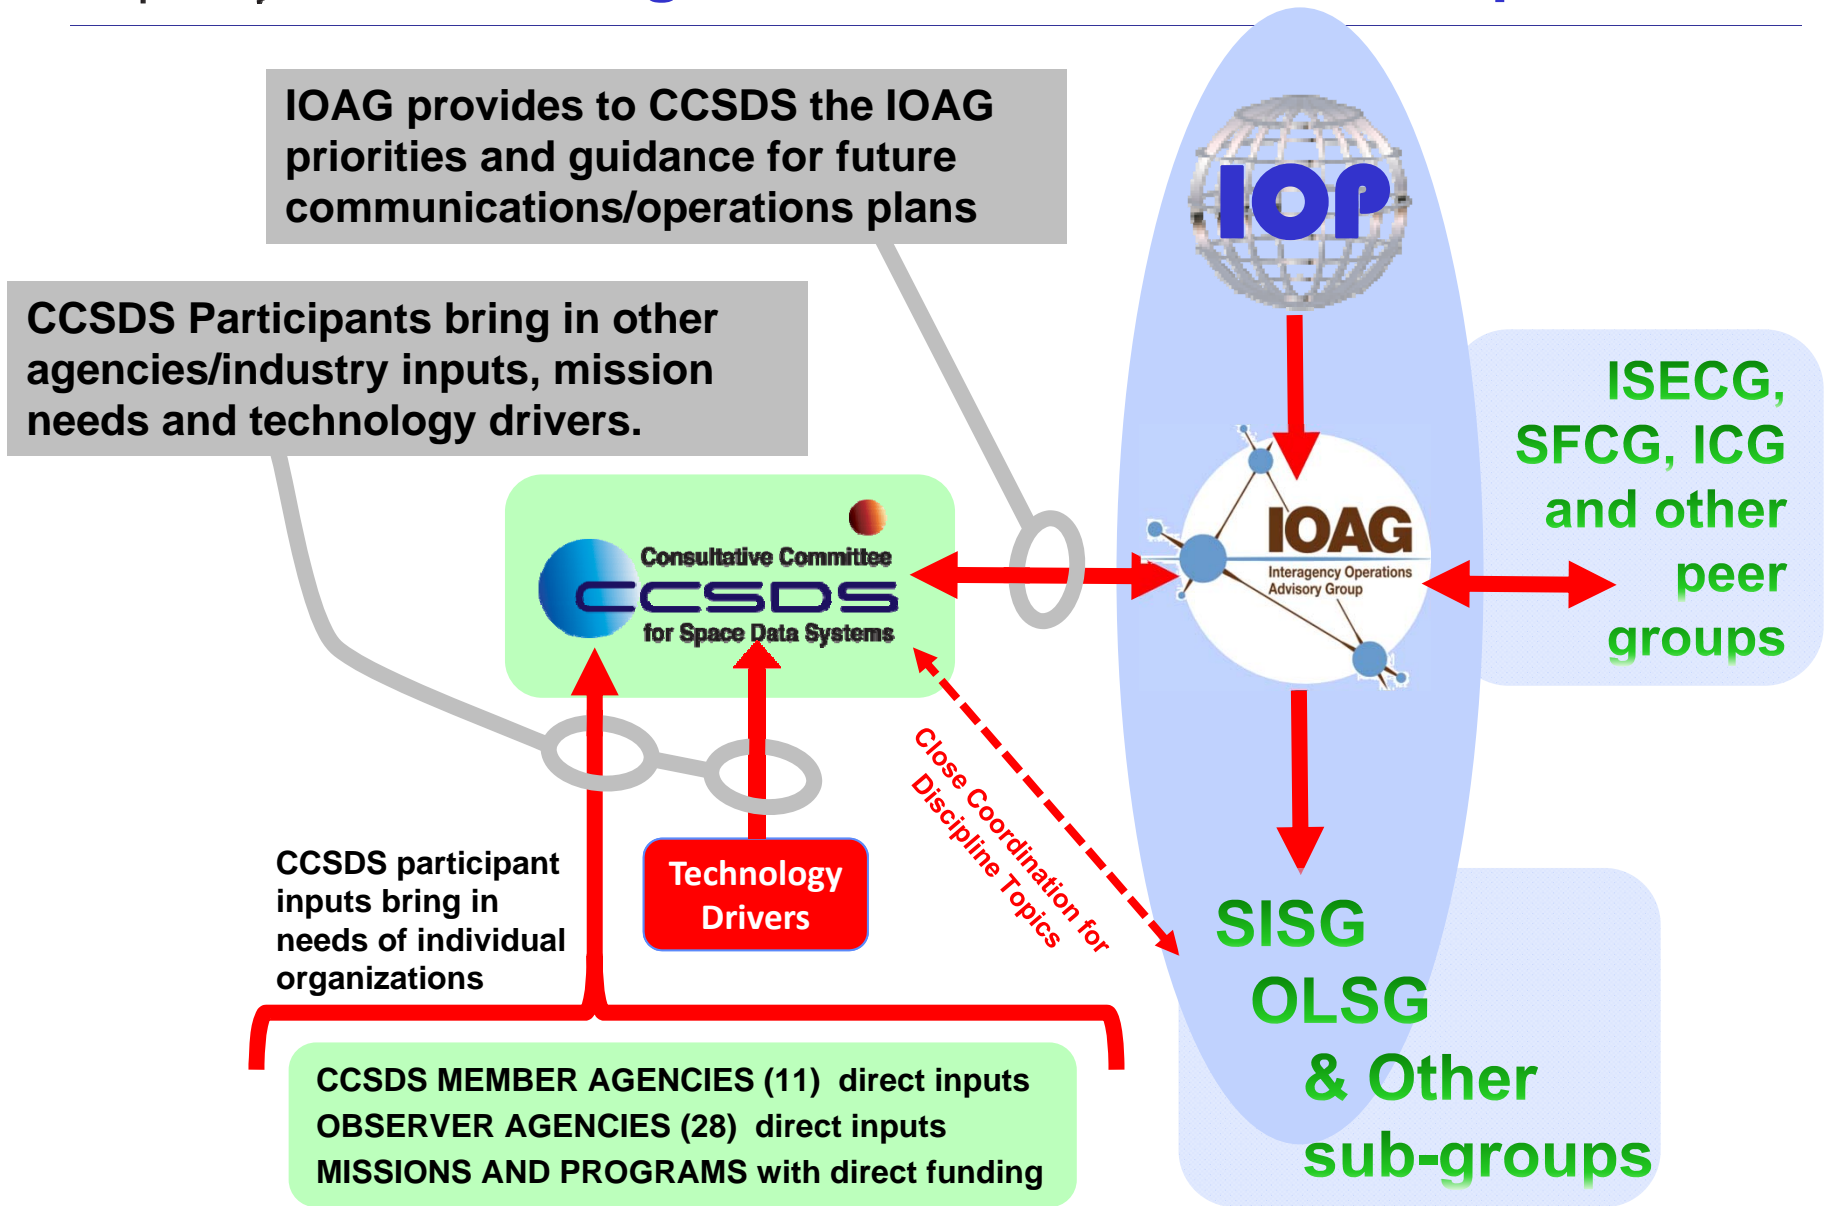 IOAG provides to CCSDS the IOAG
priorities and guidance for future
communications/operations plans
IOP
CCSDS Participants bring in other
agencies/industry inputs, mission
needs and technology drivers.
ISECG,
SFCG, ICG
and other
peer
groups
Consultative Committee
CCSDS
for Space Data Systems
IOAG
Interagency Operations
Advisory Group
Close Coordination for
Discipline Topics
CCSDS participant
inputs bring in
needs of individual
organizations
Technology
Drivers
SISG
OLSG
& Other
sub-groups
CCSDS MEMBER AGENCIES (11) direct inputs
OBSERVER AGENCIES (28) direct inputs
MISSIONS AND PROGRAMS with direct funding